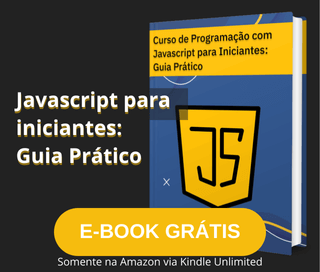 Curso de Programação com
Javascript para Iniciantes:
Guia Prático
Javascript para
iniciantes:
Guia Prático
JS
E-BOOK GRÁTIS
Somente na Amazon via Kindle Unlimited